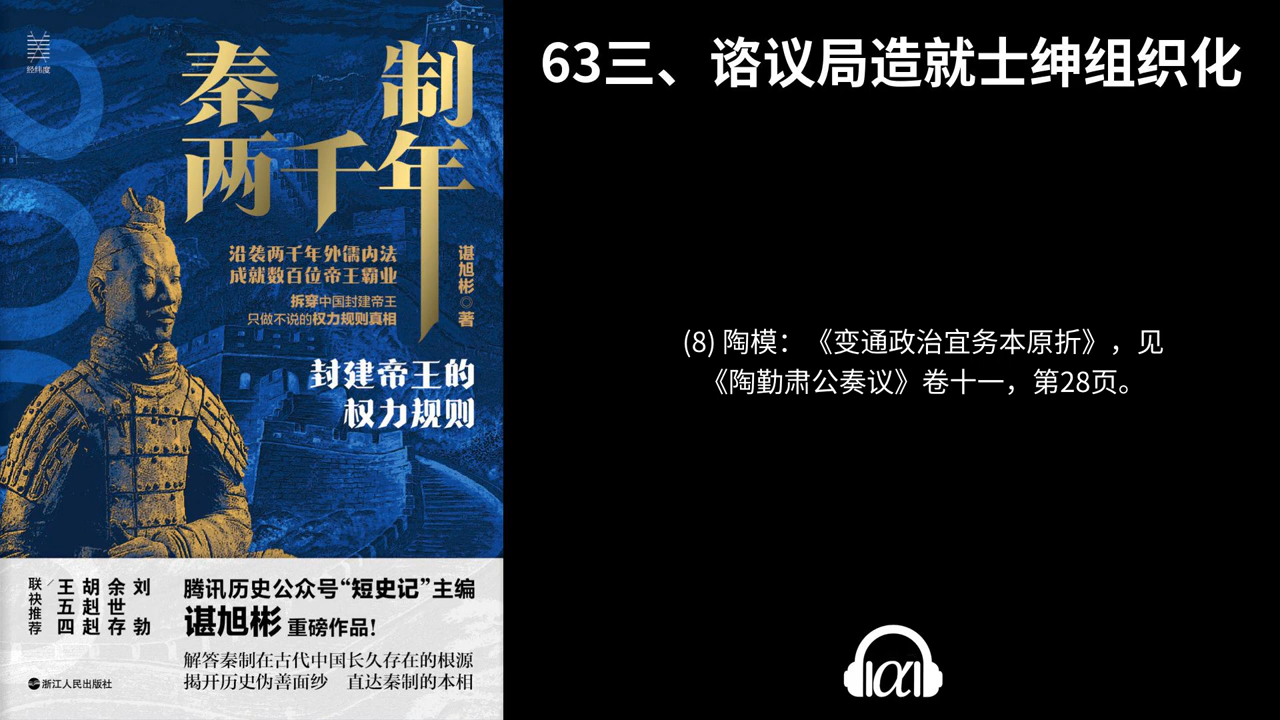 经纬度
秦制
两千年
沿袭两千年外儒内法
成就数百位帝王霸业
拆穿中国封建帝王
只做不说的权力规则真相
谌旭彬◎著
封建帝王的
权力规则
联袂推荐/
王五四
胡赳赳
余世存
刘勃
腾讯历史公众号“短史记”主编
谌旭彬 重磅作品!
解答秦制在古代中国长久存在的根源
揭开历史伪善面纱 直达秦制的本相
浙江人民出版社
63三、谘议局造就士绅组织化
(8) 陶模：《变通政治宜务本原折》，见
《陶勤肃公奏议》卷十一，第28页。